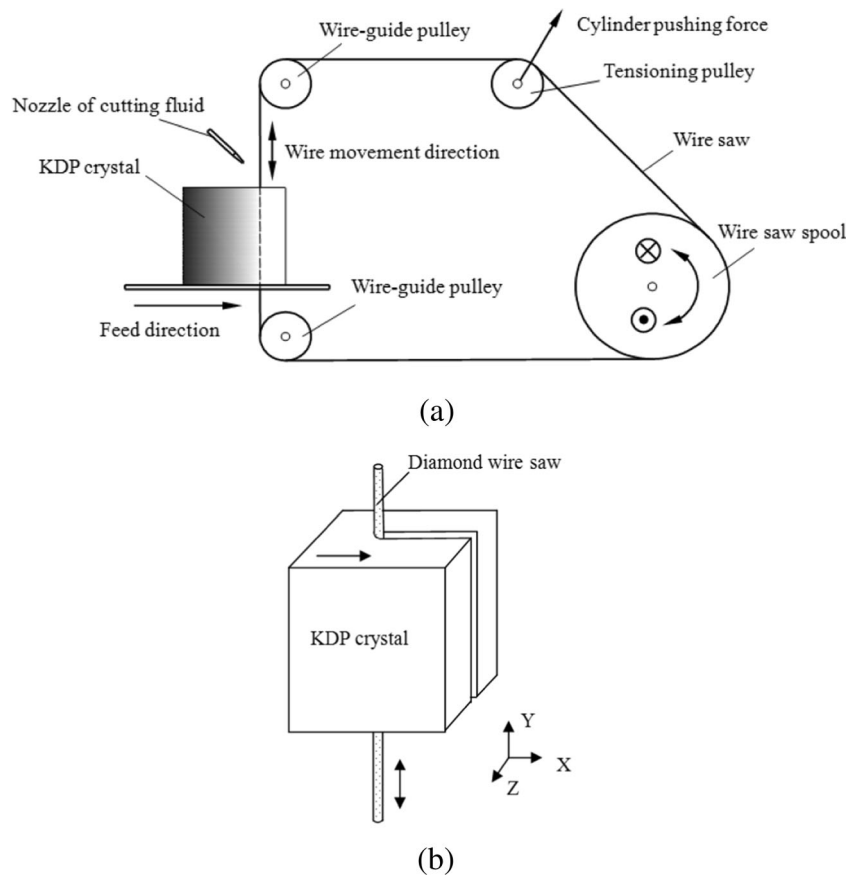 Wire-guide pulley
Cylinder pushing force
Tensioning pulley
Nozzle of cutting fluid
Wire saw
Wire movement direction
KDP crystal
Wire saw spool
Wire-guide pulley
Feed direction
(a)
Diamond wire saw
KDP crystal
Y
X
Z
(b)